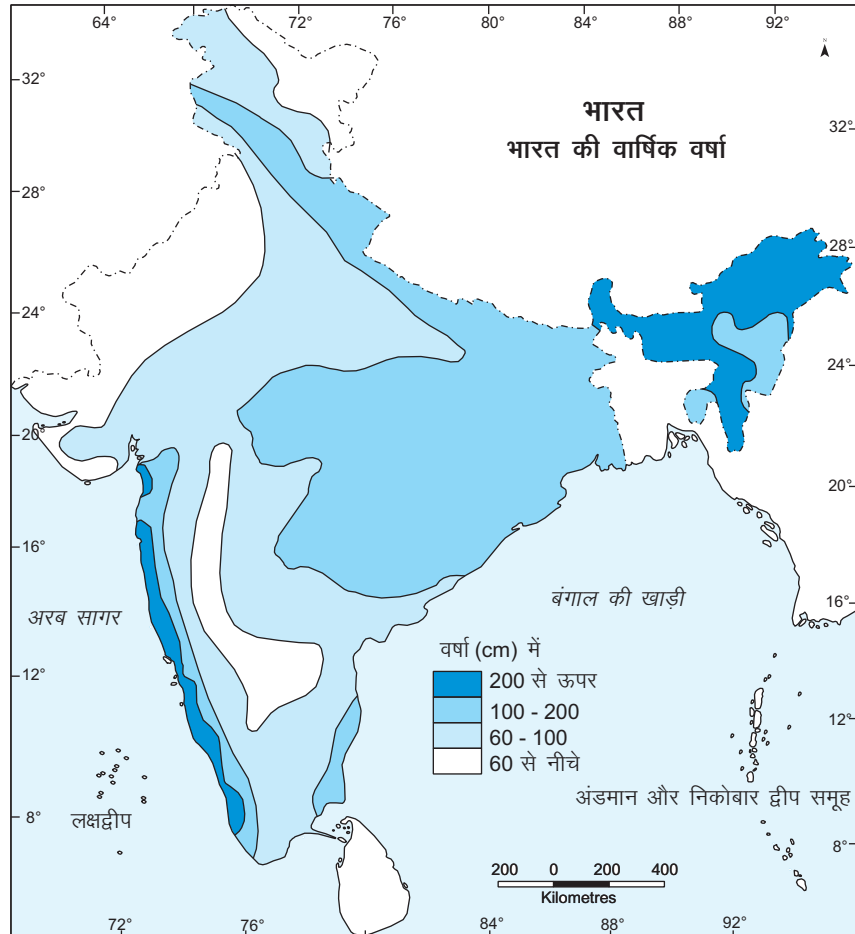 64° 68° 72° 76° 80° 84° 88° 92°
N
32°
भारत
32°
भारत की वार्षिक वर्षा
28°
28°
24°
24°
20°
20°
16°
बंगाल की खाड़ी
16°
अरब सागर
वर्षा (cm) में
200 से ऊपर
100 - 200
60 - 100
60 से नीचे
12°
12°
अंडमान और निकोबार द्वीप समूह
8°
लक्षद्वीप
8°
200 0 200 400
Kilometres
72° 76° 84° 88° 92°